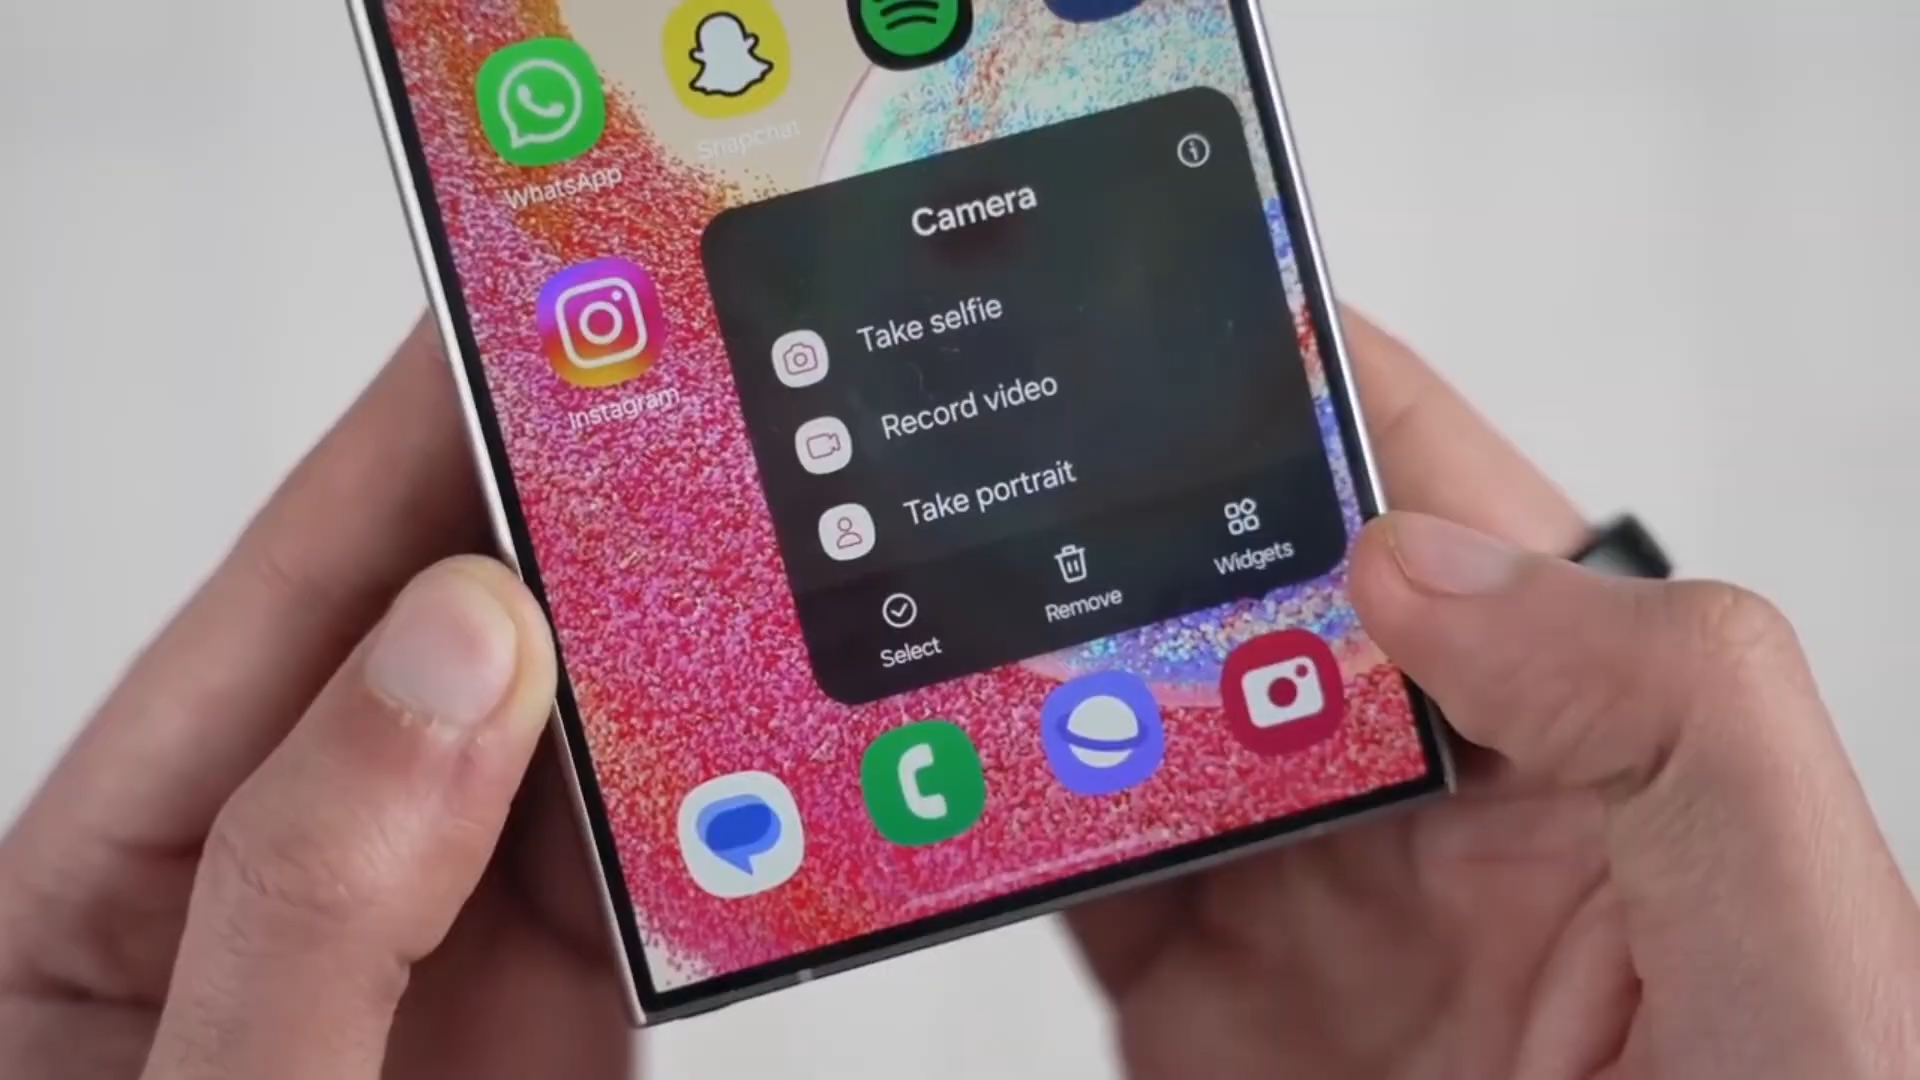 Snapchat
WhatsApp
Instagram
Camera
Take selfie
Record video
Take portrait
Select
Remove
Widgets